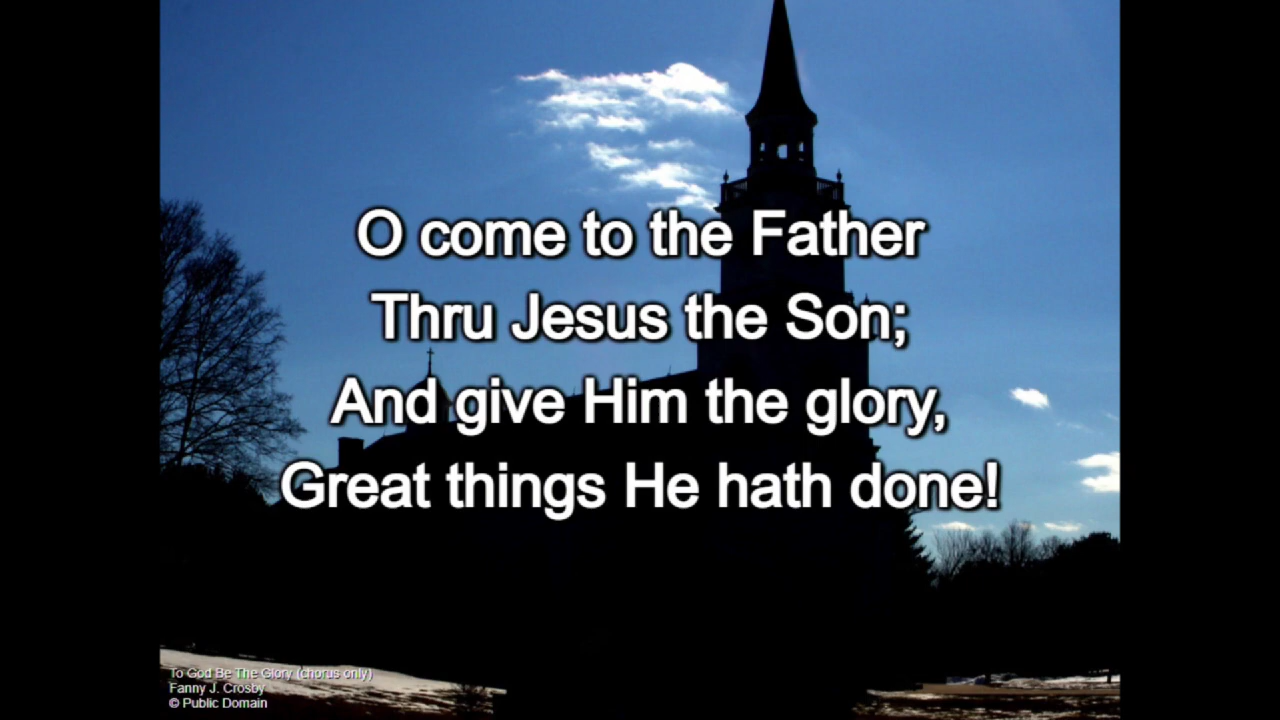 O come to the Father
Thru Jesus the Son;
And give Him the glory,
Great things He hath done!
To God Be The Glory (chorus only)
Fanny J. Crosby
© Public Domain